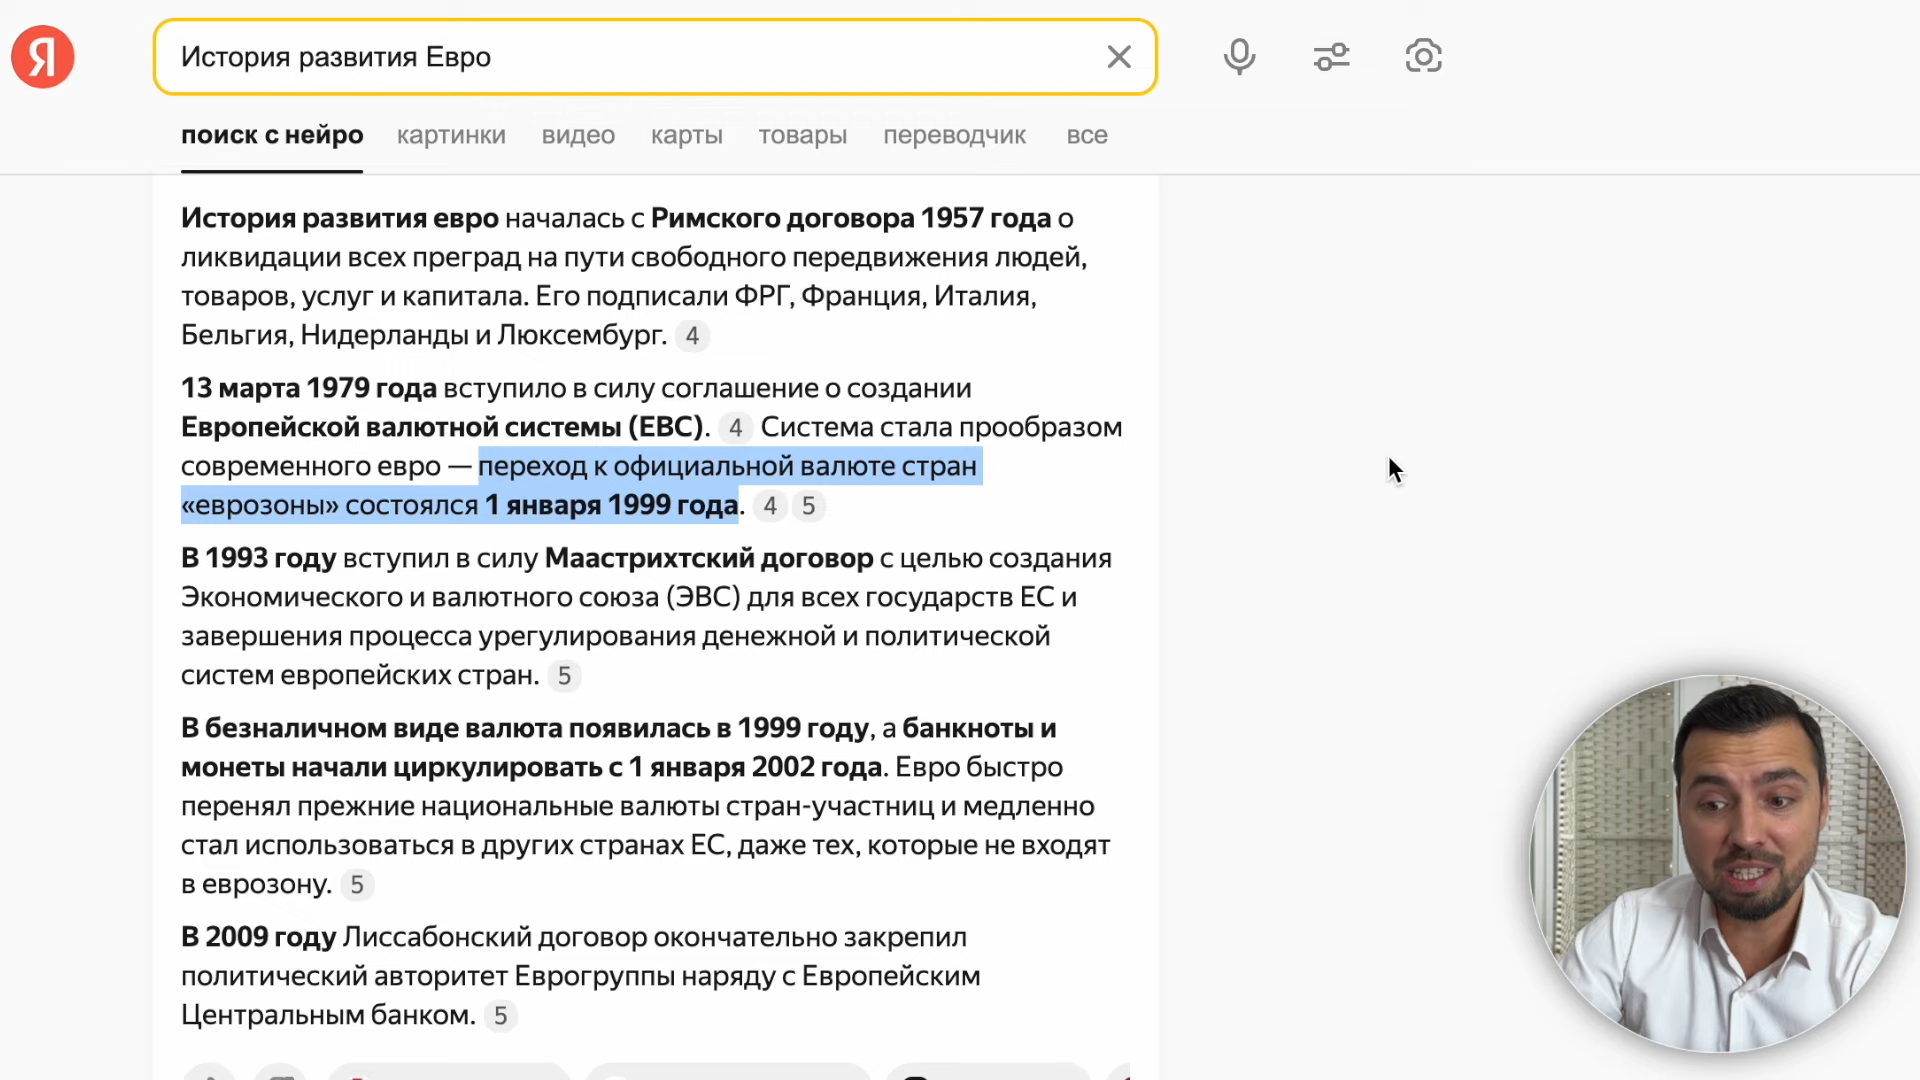 Я
История развития Евро
поиск с нейро картинки видео карты товары переводчик все
История развития евро началась с Римского договора 1957 года о
ликвидации всех преград на пути свободного передвижения людей,
товаров, услуг и капитала. Его подписали ФРГ, Франция, Италия,
Бельгия, Нидерланды и Люксембург. 4
13 марта 1979 года вступило в силу соглашение о создании
Европейской валютной системы (ЕВС). 4 Система стала прообразом
современного евро — переход к официальной валюте стран
«еврозоны» состоялся 1 января 1999 года. 4 5
В 1993 году вступил в силу Маастрихтский договор с целью создания
Экономического и валютного союза (ЭВС) для всех государств ЕС и
завершения процесса урегулирования денежной и политической
систем европейских стран. 5
В безналичном виде валюта появилась в 1999 году, а банкноты и
монеты начали циркулировать с 1 января 2002 года. Евро быстро
перенял прежние национальные валюты стран-участниц и медленно
стал использоваться в других странах ЕС, даже тех, которые не входят
в еврозону. 5
В 2009 году Лиссабонский договор окончательно закрепил
политический авторитет Еврогруппы наряду с Европейским
Центральным банком. 5